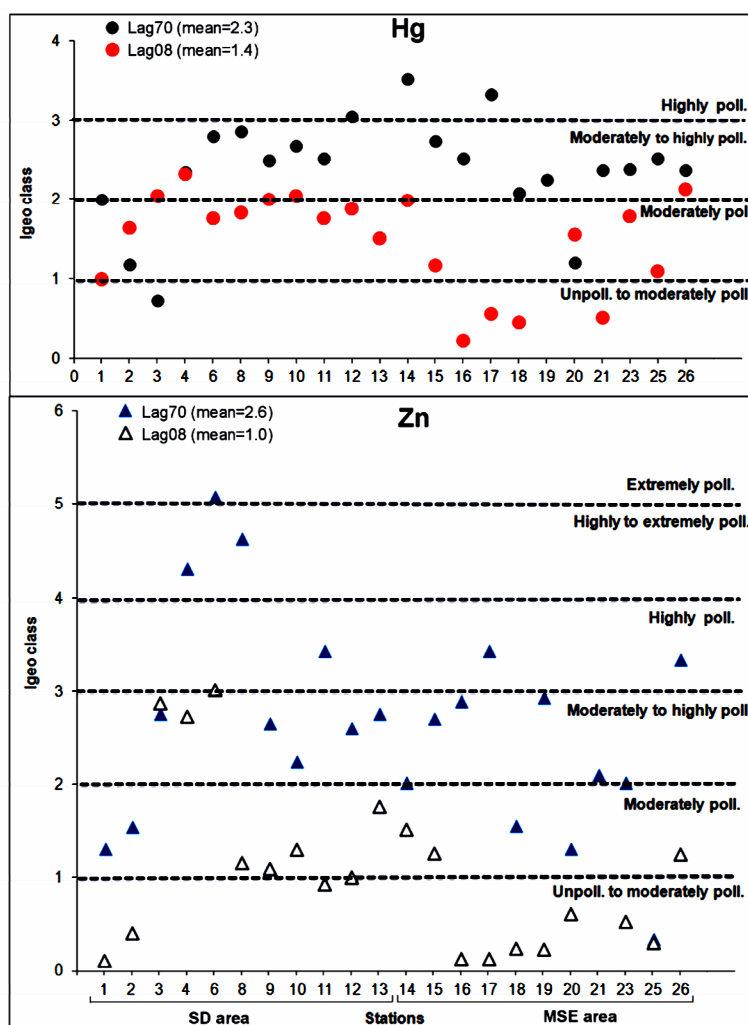 Hg
Lag70 (mean=2.3)
Lag08 (mean=1.4)
4
3
2
1
0
Igeo class
Highly poll.
Moderately to highly poll.
Moderately poll
Unpoll. to moderately poll
0 1 2 3 4 6 8 9 10 11 12 13 14 15 16 17 18 19 20 21 23 25 26
Zn
Lag70 (mean=2.6)
Lag08 (mean=1.0)
6
5
4
3
2
1
0
Igeo class
Extremely poll.
Highly to extremely poll.
Highly poll.
Moderately to highly poll.
Moderately poll.
Unpoll. to moderately poll.
1 2 3 4 6 8 9 10 11 12 13 14 15 16 17 18 19 20 21 23 25 26
SD area Stations MSE area